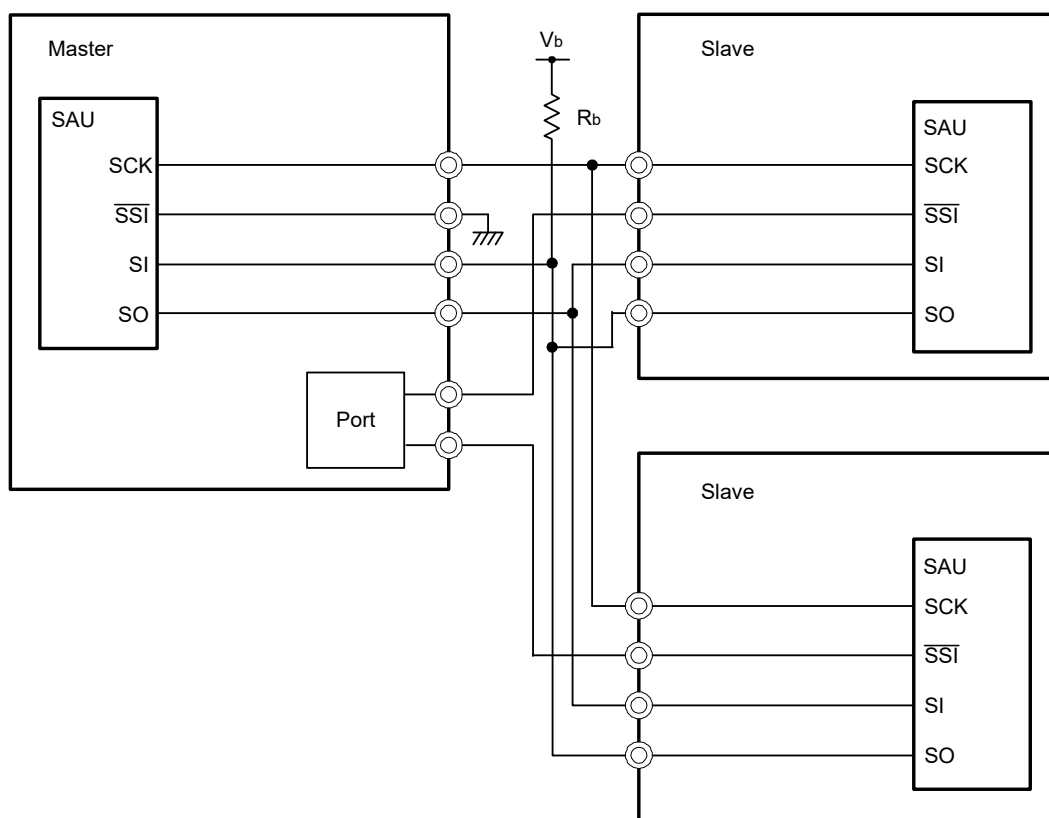 Master
SAU
SCK
SSI
SI
SO
Port
Vb
Rb
Slave
SAU
SCK
SSI
SI
SO
Slave
SAU
SCK
SSI
SI
SO